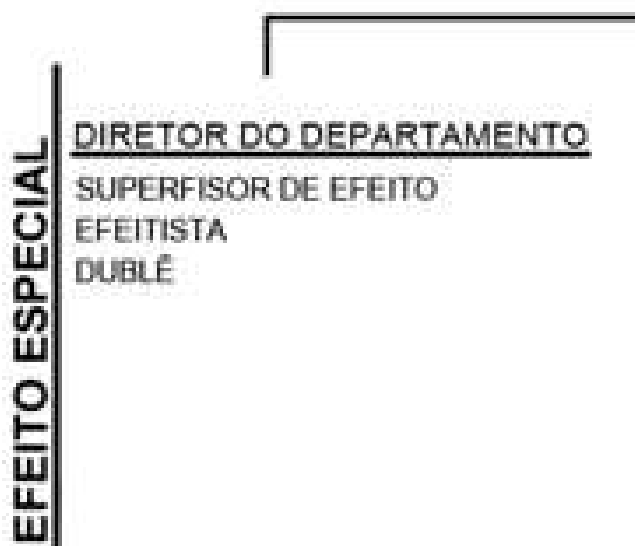 EFEITO ESPECIAL
DIRETOR DO DEPARTAMENTO
SUPERFISOR DE EFEITO
EFEITISTA
DUBLÊ